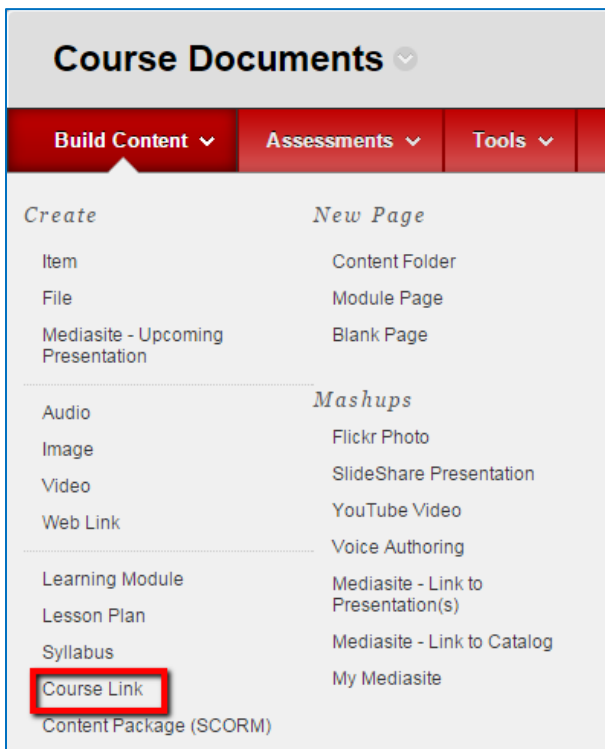 Course Documents
Build Content
Assessments
Tools
Create
Item
File
Mediasite - Upcoming
Presentation
Audio
Image
Video
Web Link
Learning Module
Lesson Plan
Syllabus
Course Link
Content Package (SCORM)
New Page
Content Folder
Module Page
Blank Page
Mashups
Flickr Photo
SlideShare Presentation
YouTube Video
Voice Authoring
Mediasite - Link to
Presentation(s)
Mediasite - Link to Catalog
My Mediasite